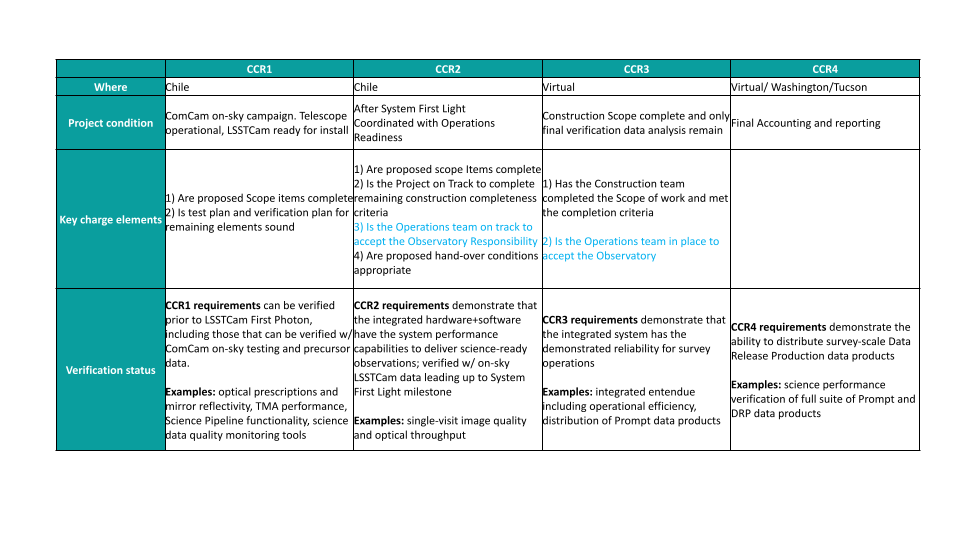 CCR1
CCR2
CCR3
CCR4
Where
Chile
Chile
Virtual
Virtual/ Washington/Tucson
Project condition
ComCam on-sky campaign. Telescope
operational, LSSTCam ready for install
After System First Light
Coordinated with Operations
Readiness
Construction Scope complete and only
final verification data analysis remain
Final Accounting and reporting
Key charge elements
1) Are proposed Scope items complete
2) Is test plan and verification plan for
remaining elements sound
1) Are proposed scope Items complete
2) Is the Project on Track to complete
remaining construction completeness
criteria
3) Is the Operations team on track to
accept the Observatory Responsibility
4) Are proposed hand-over conditions
appropriate
1) Has the Construction team
completed the Scope of work and met
the completion criteria
2) Is the Operations team in place to
accept the Observatory
Verification status
CCR1 requirements can be verified
prior to LSSTCam First Photon,
including those that can be verified w/
ComCam on-sky testing and precursor
data.
Examples: optical prescriptions and
mirror reflectivity, TMA performance,
Science Pipeline functionality, science
data quality monitoring tools
CCR2 requirements demonstrate that
the integrated hardware+software
have the system performance
capabilities to deliver science-ready
observations; verified w/ on-sky
LSSTCam data leading up to System
First Light milestone
Examples: single-visit image quality
and optical throughput
CCR3 requirements demonstrate that
the integrated system has the
demonstrated reliability for survey
operations
Examples: integrated entendue
including operational efficiency,
distribution of Prompt data products
CCR4 requirements demonstrate the
ability to distribute survey-scale Data
Release Production data products
Examples: science performance
verification of full suite of Prompt and
DRP data products